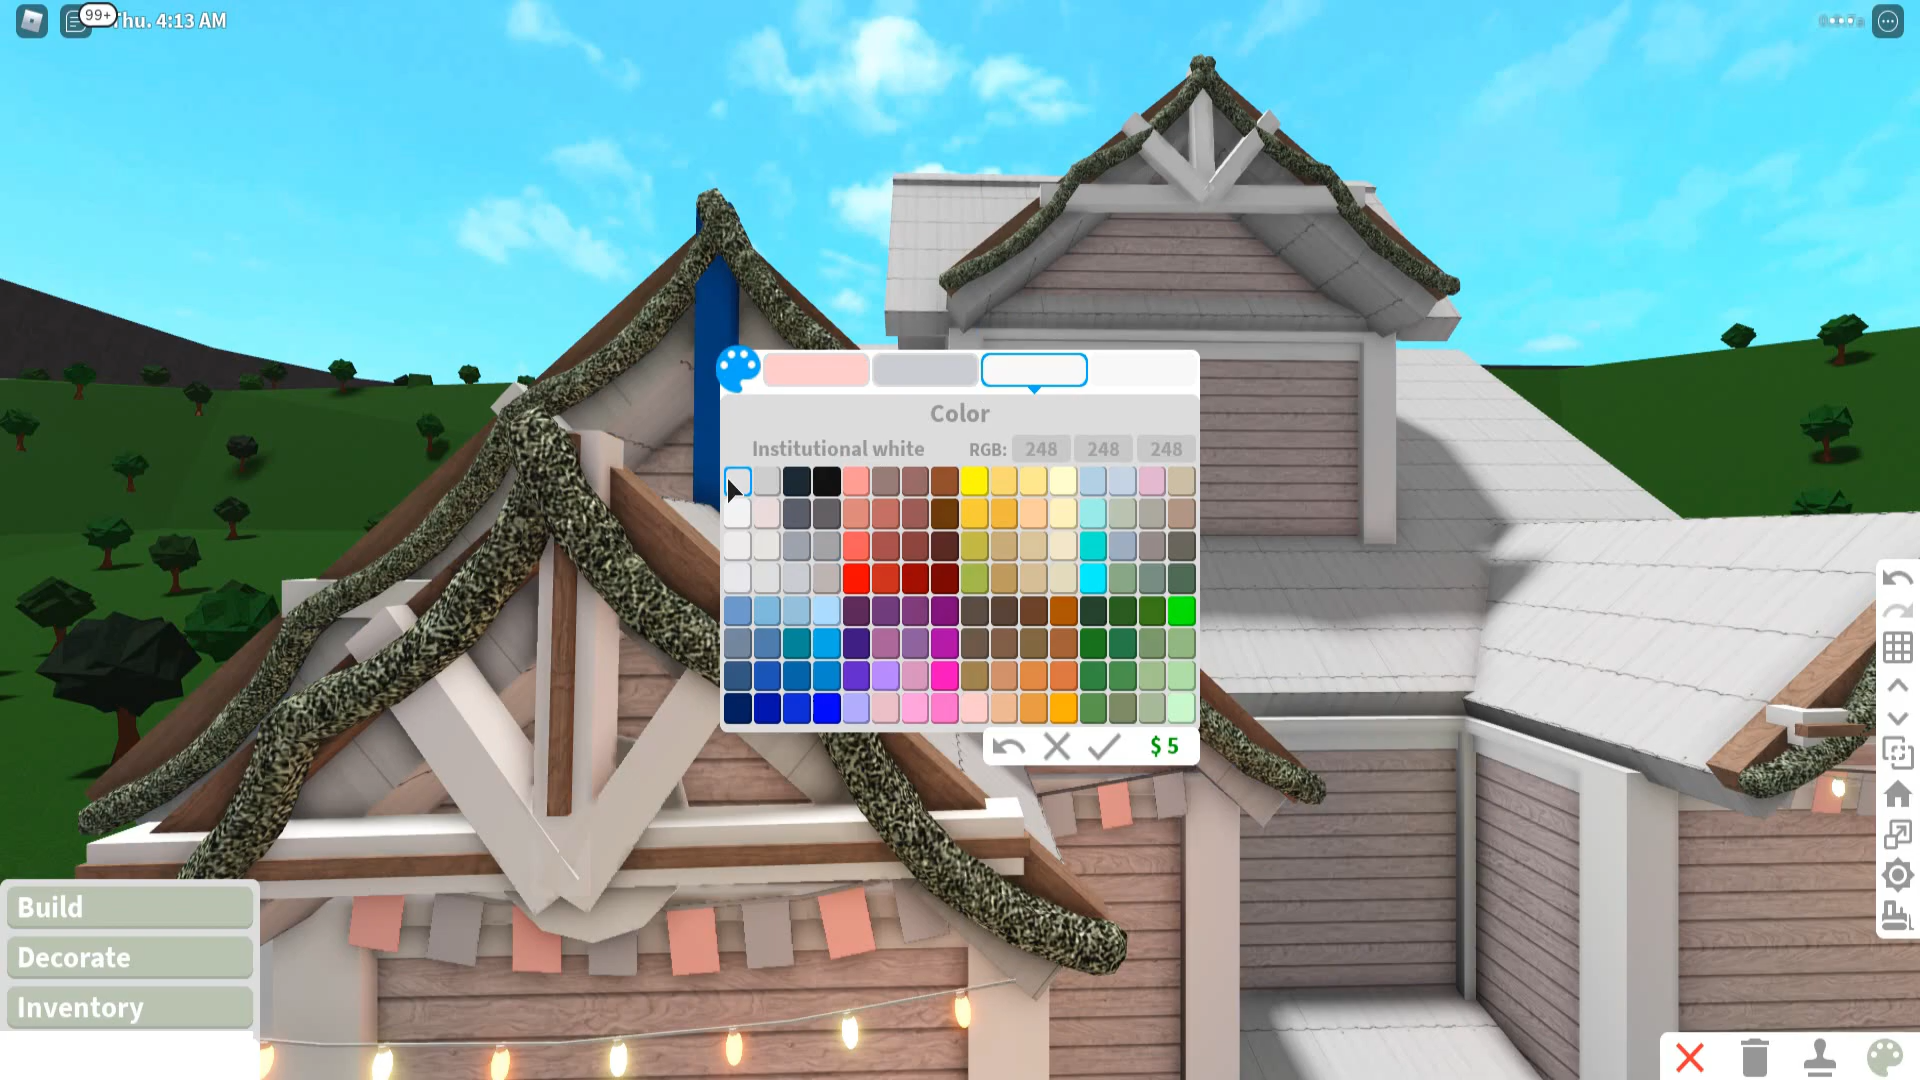 99+
Thu. 4:13 AM
Color
Institutional white RGB: 248 248 248
$ 5
Build
Decorate
Inventory